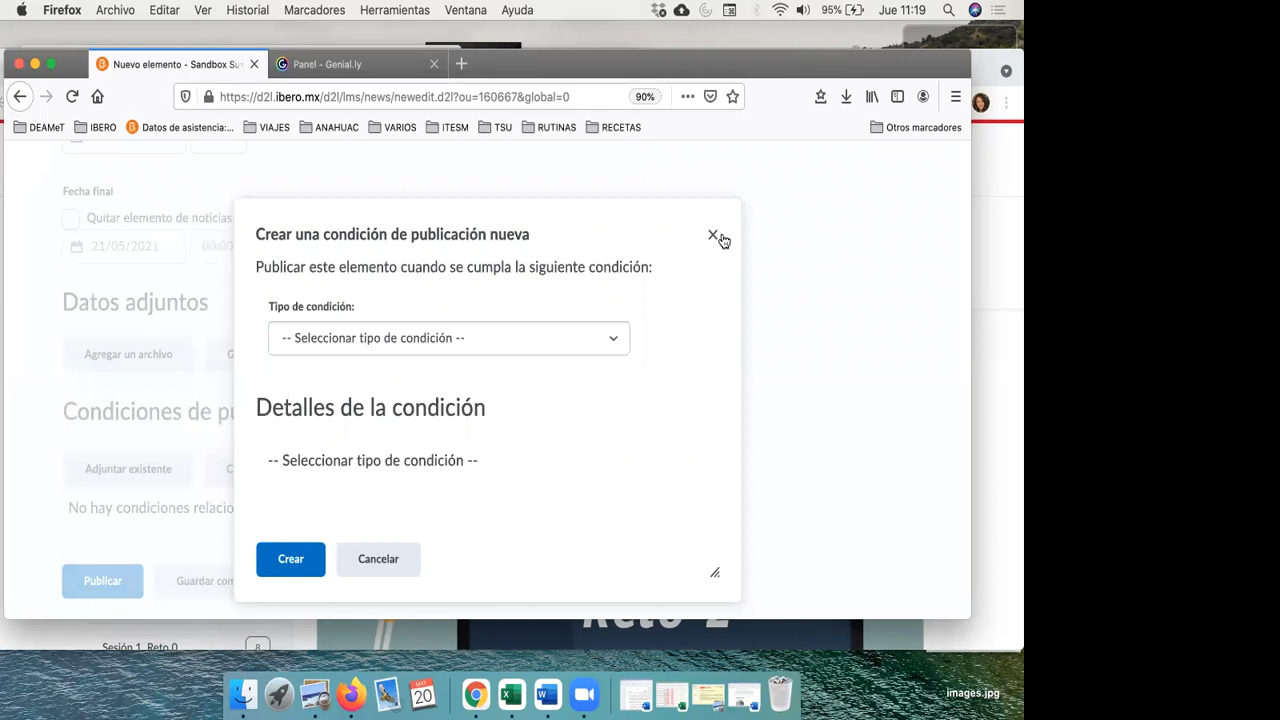 Firefox Archivo Editar Ver Historial Marcadores Herramientas Ventana Ayuda 95% Jue 11:19
Nuevo elemento - Sandbox Su
Panel - Genial.ly
https://d2l.ibero.mx/d2l/lms/news/newedit.d2l?ou=160667&global=0 90%
DEAMeT IBERO Datos de asistencia:... VIAJES ANAHUAC VARIOS ITESM TSU RUTINAS RECETAS Otros marcadores
Fecha final
Quitar elemento de noticias
21/05/2021 00:00
Datos adjuntos
Agregar un archivo G
Condiciones de pu
Adjuntar existente C
No hay condiciones relacio
Publicar Guardar com
Crear una condición de publicación nueva
Publicar este elemento cuando se cumpla la siguiente condición:
Tipo de condición:
-- Seleccionar tipo de condición --
Detalles de la condición
-- Seleccionar tipo de condición --
Crear Cancelar
Sesión 1. Reto 0 8
Reto 2
MAY
20
images.jpg